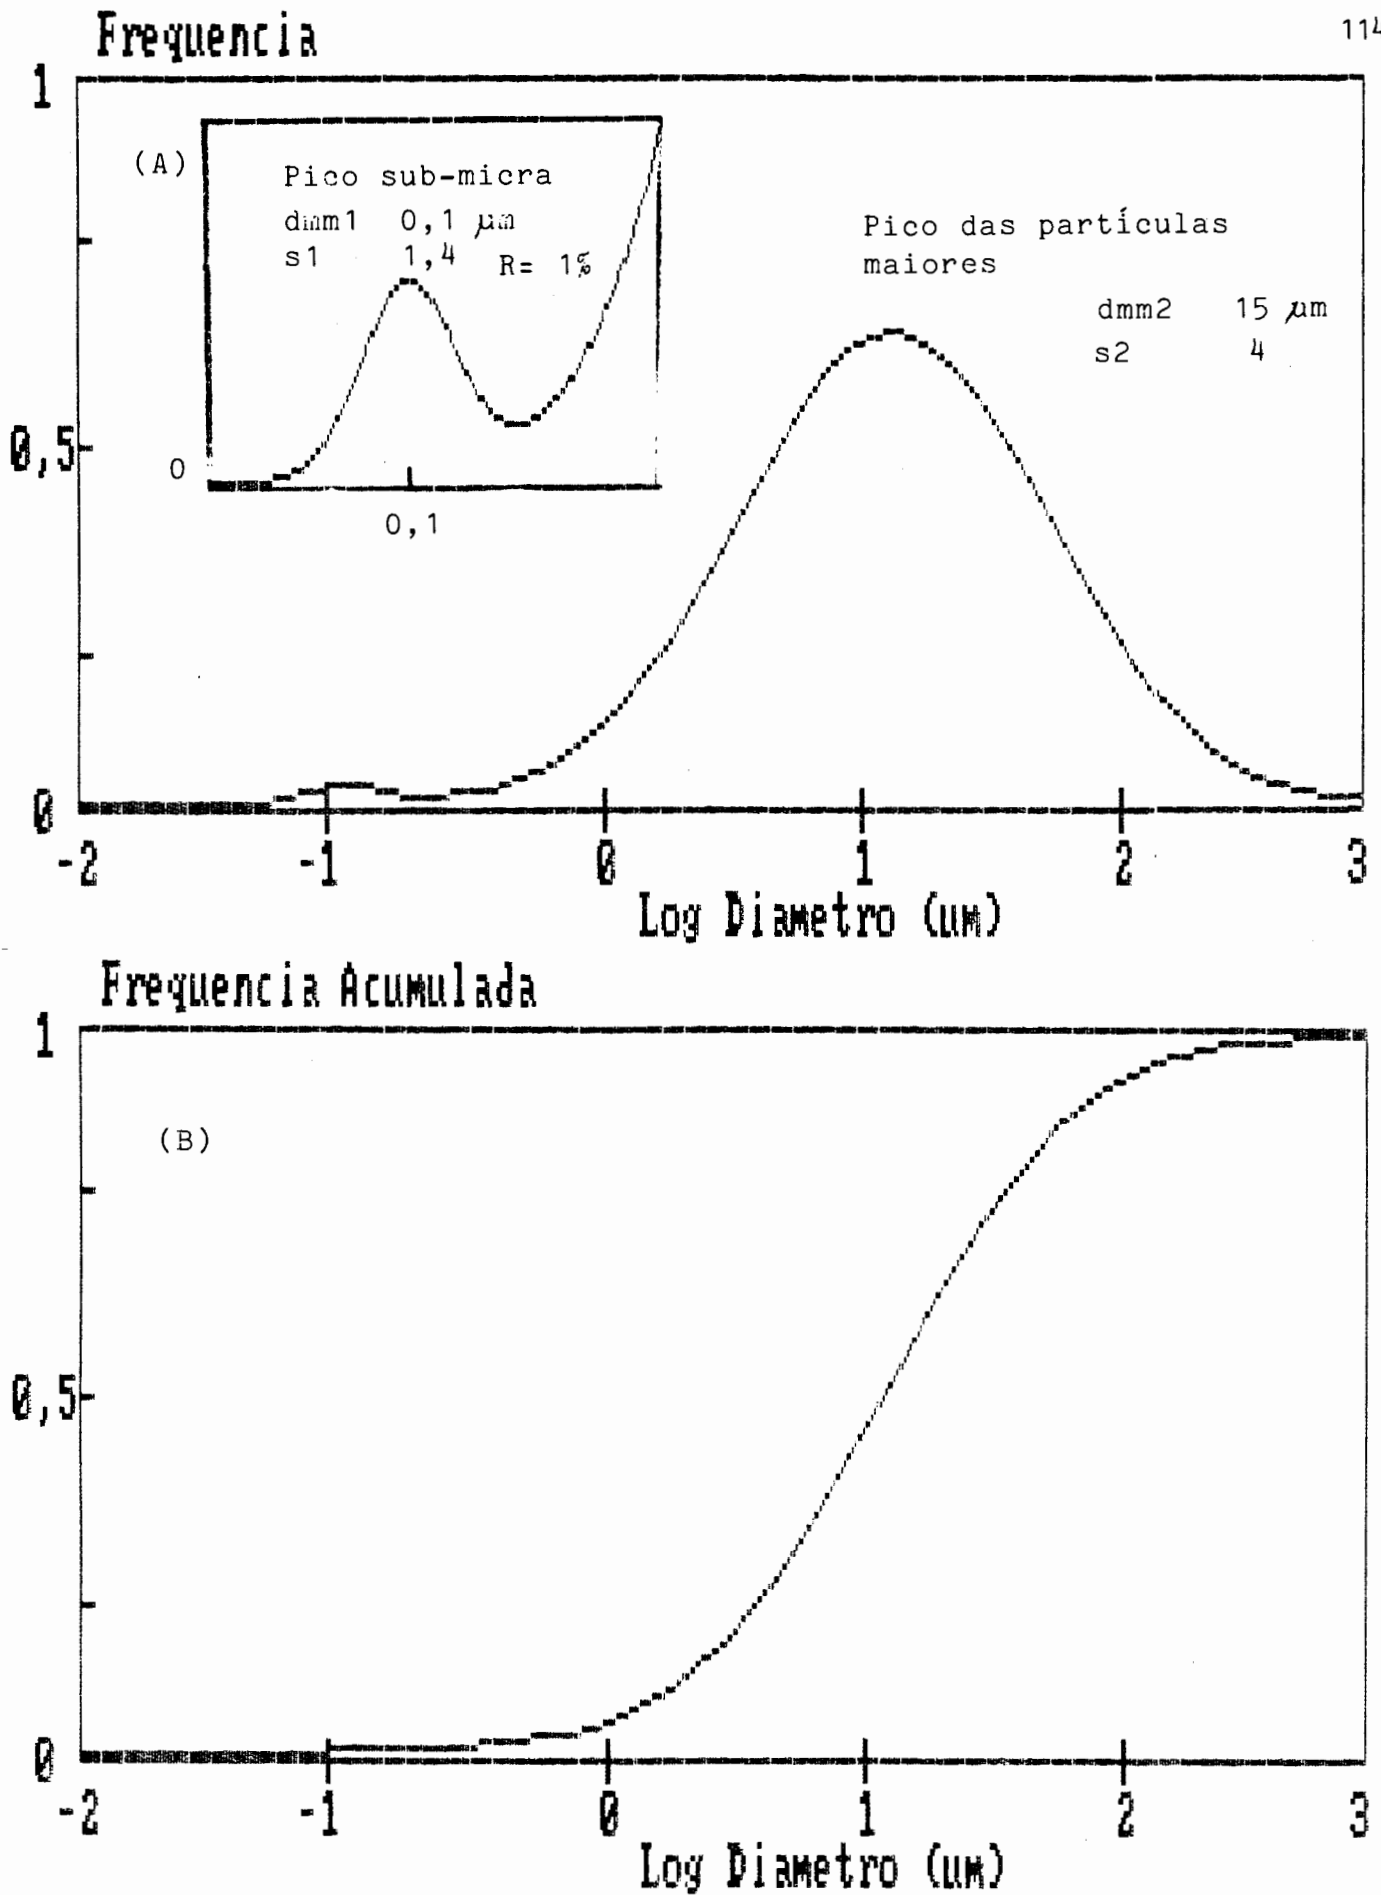 114
Frequencia
1
(A)
Pico sub-micra
dmm1 0,1 µm
s1 1,4 R= 1%
Pico das partículas
maiores
dmm2 15 µm
s2 4
0,5
0
0,1
0
-2 -1 0 1 2 3
Log Diametro (um)
Frequencia Acumulada
1
(B)
0,5
0
-2 -1 0 1 2 3
Log Diametro (um)